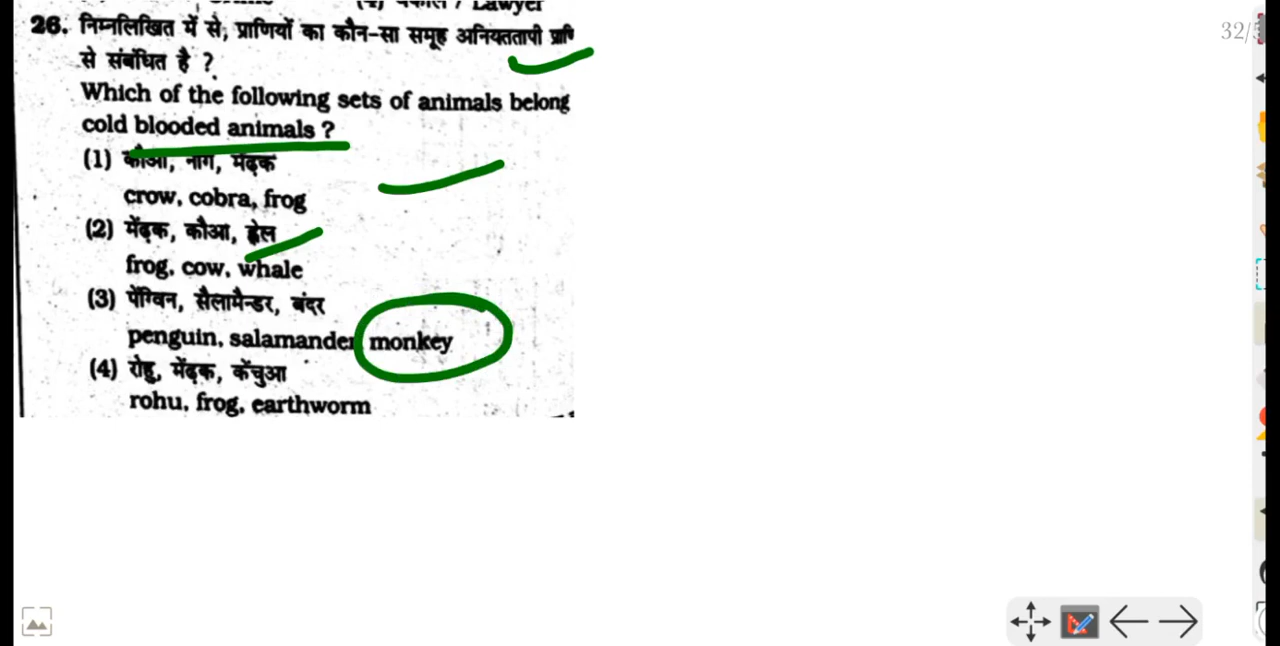 Lawyer
26. निम्नलिखित में से, प्राणियों का कौन-सा समूह अनियततापी
से संबंधित है ?
Which of the following sets of animals belong
cold blooded animals ?
(1) कौआ, नाग, मेंढ़क
crow, cobra, frog
(2) मेंढ़क, कौआ, ह्वेल
frog, cow, whale
(3) पेंग्विन, सैलामैन्डर, बंदर
penguin, salamander monkey
(4) रोहु, मेंढ़क, केंचुआ
rohu, frog, earthworm
32/